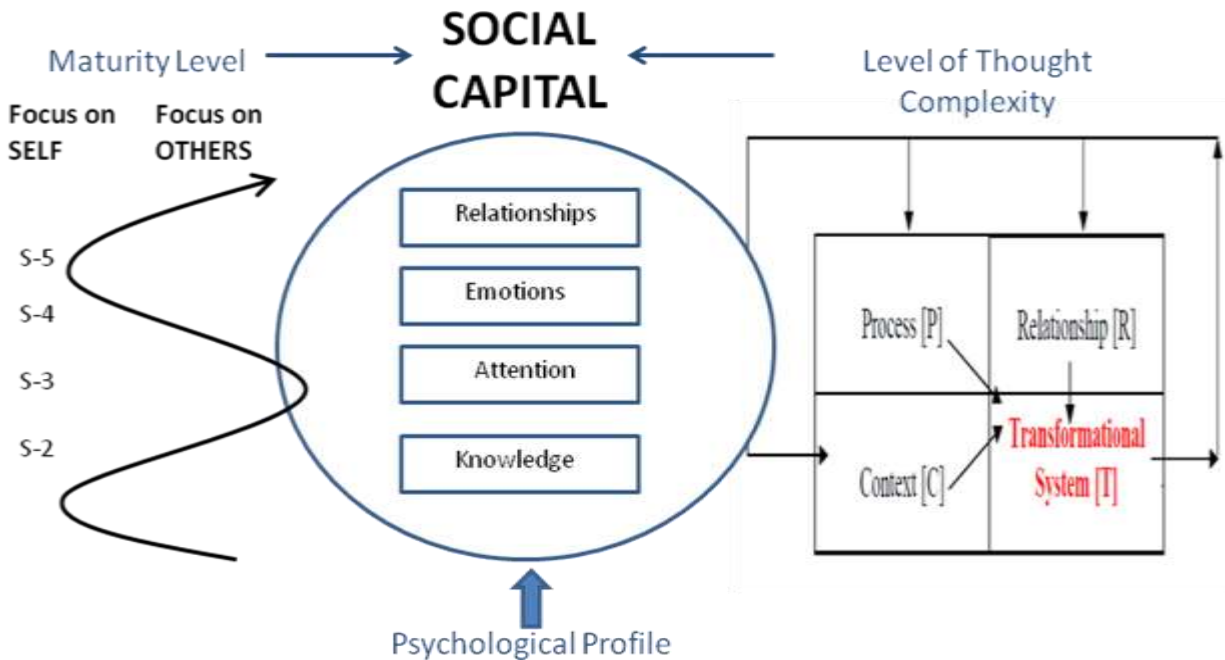 SOCIAL
CAPITAL
Maturity Level
Level of Thought
Complexity
Focus on
SELF
Focus on
OTHERS
S-5
S-4
S-3
S-2
Relationships
Emotions
Attention
Knowledge
Process [P]
Relationship [R]
Context [C]
Transformational
System [T]
Psychological Profile